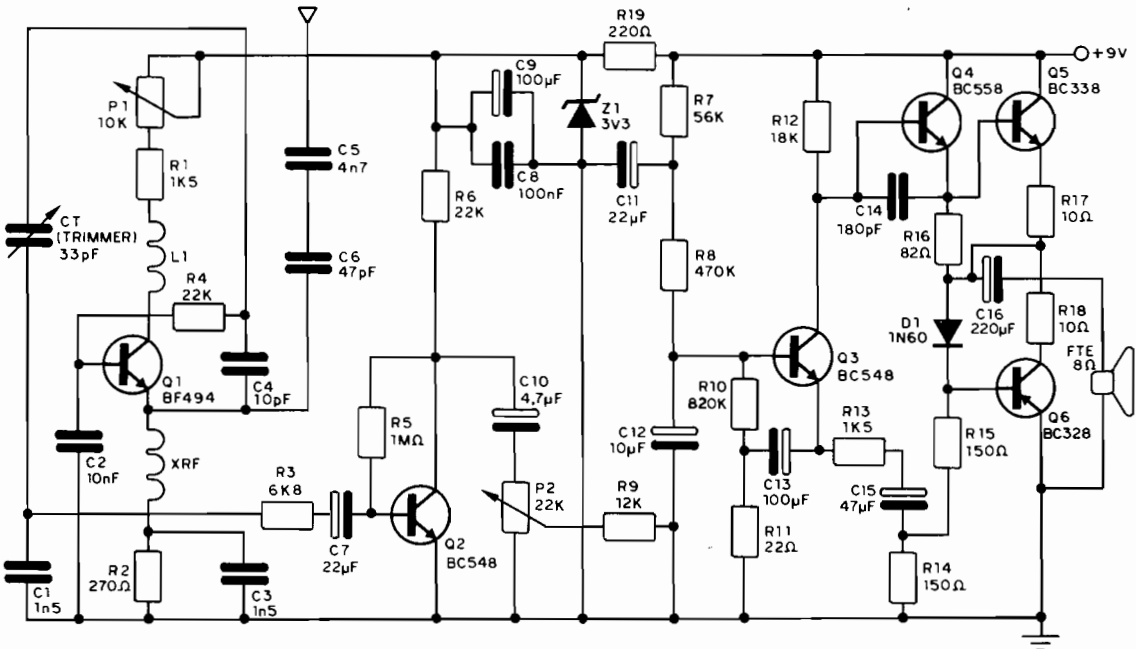 R19
220Ω
+9V
P1
10K
R1
1K5
CT
(TRIMMER)
33pF
L1
R4
22K
Q1
BF494
C4
10pF
C2
10nF
XRF
R2
270Ω
C1
1n5
C3
1n5
C5
4n7
C6
47pF
R3
6K8
C7
22µF
R5
1MΩ
R6
22K
Q2
BC548
C9
100µF
C8
100nF
Z1
3V3
C11
22µF
C10
4,7µF
P2
22K
R9
12K
C12
10µF
R7
56K
R8
470K
R12
18K
Q3
BC548
R10
820K
C13
100µF
R11
22Ω
R13
1K5
C15
47µF
R14
150Ω
C14
180pF
Q4
BC558
Q5
BC338
R16
82Ω
R17
10Ω
C16
220µF
R18
10Ω
D1
1N60
R15
150Ω
Q6
BC328
FTE
8Ω